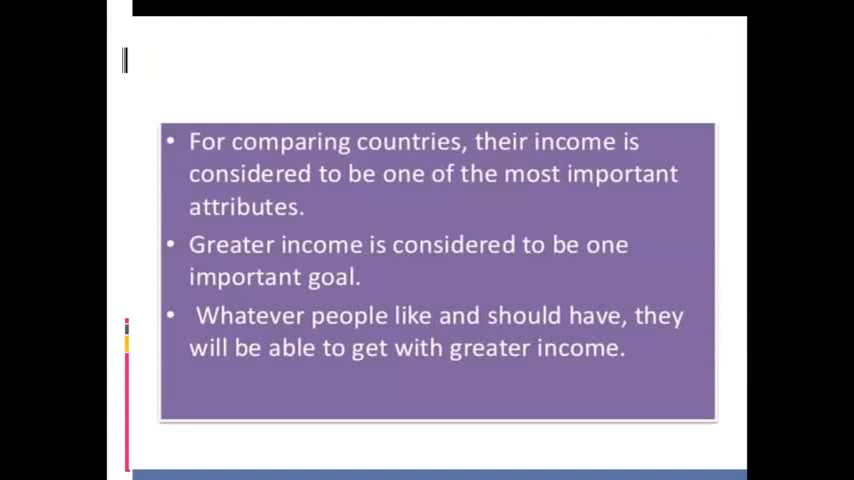 • For comparing countries, their income is
considered to be one of the most important
attributes.
• Greater income is considered to be one
important goal.
• Whatever people like and should have, they
will be able to get with greater income.